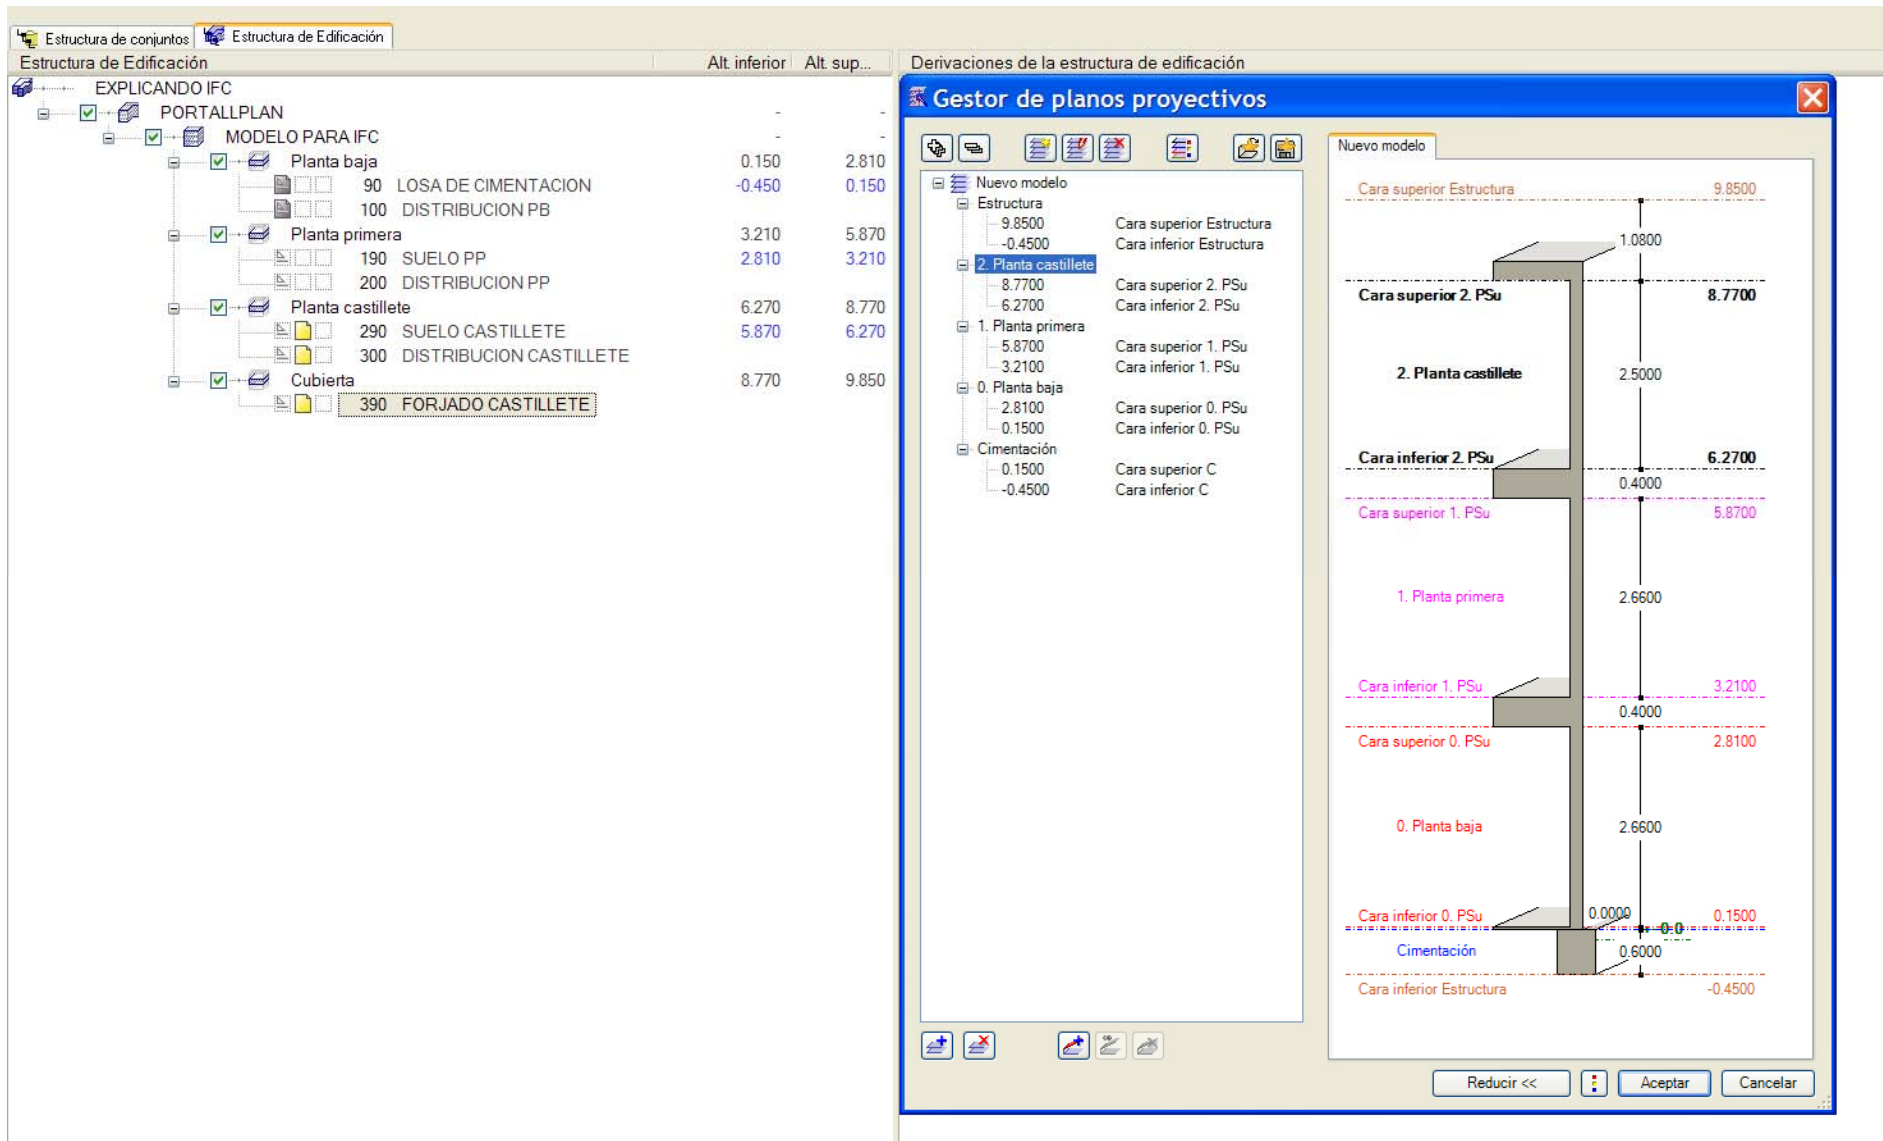 Estructura de conjuntos Estructura de Edificación
Estructura de Edificación Alt. inferior Alt. sup... Derivaciones de la estructura de edificación
EXPLICANDO IFC
PORTALLPLAN - -
MODELO PARA IFC - -
Planta baja 0.150 2.810
90 LOSA DE CIMENTACION -0.450 0.150
100 DISTRIBUCION PB
Planta primera 3.210 5.870
190 SUELO PP 2.810 3.210
200 DISTRIBUCION PP
Planta castillete 6.270 8.770
290 SUELO CASTILLETE 5.870 6.270
300 DISTRIBUCION CASTILLETE
Cubierta 8.770 9.850
390 FORJADO CASTILLETE
Gestor de planos proyectivos
Nuevo modelo
Estructura
9.8500 Cara superior Estructura
-0.4500 Cara inferior Estructura
2. Planta castillete
8.7700 Cara superior 2. PSu
6.2700 Cara inferior 2. PSu
1. Planta primera
5.8700 Cara superior 1. PSu
3.2100 Cara inferior 1. PSu
0. Planta baja
2.8100 Cara superior 0. PSu
0.1500 Cara inferior 0. PSu
Cimentación
0.1500 Cara superior C
-0.4500 Cara inferior C
Nuevo modelo
Cara superior Estructura 9.8500
1.0800
Cara superior 2. PSu 8.7700
2. Planta castillete 2.5000
Cara inferior 2. PSu 6.2700
0.4000
Cara superior 1. PSu 5.8700
1. Planta primera 2.6600
Cara inferior 1. PSu 3.2100
0.4000
Cara superior 0. PSu 2.8100
0. Planta baja 2.6600
Cara inferior 0. PSu 0.0000 0.1500
0.0
Cimentación 0.6000
Cara inferior Estructura -0.4500
Reducir << Aceptar Cancelar